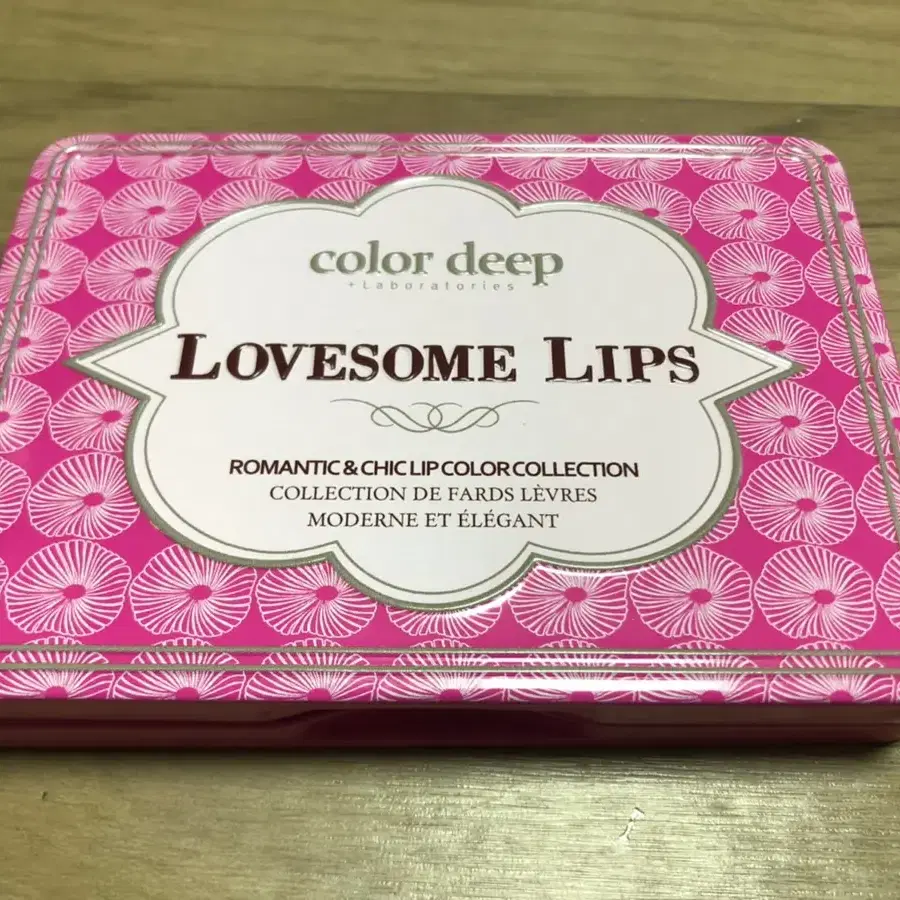 color deep
+Laboratories
LOVESOME LIPS
ROMANTIC & CHIC LIP COLOR COLLECTION
COLLECTION DE FARDS LÈVRES
MODERNE ET ÉLÉGANT